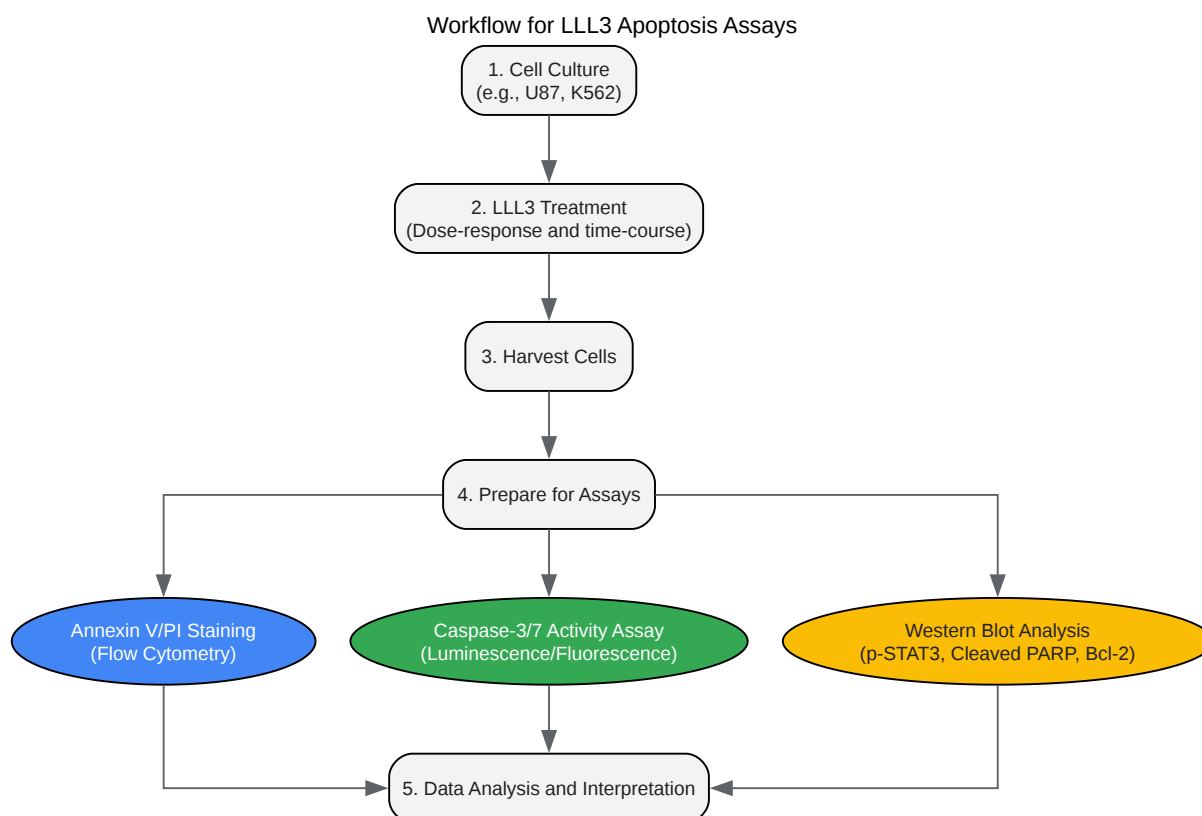 Workflow for LLL3 Apoptosis Assays
1. Cell Culture
(e.g., U87, K562)
2. LLL3 Treatment
(Dose-response and time-course)
3. Harvest Cells
4. Prepare for Assays
Annexin V/PI Staining
(Flow Cytometry)
Caspase-3/7 Activity Assay
(Luminescence/Fluorescence)
Western Blot Analysis
(p-STAT3, Cleaved PARP, Bcl-2)
5. Data Analysis and Interpretation